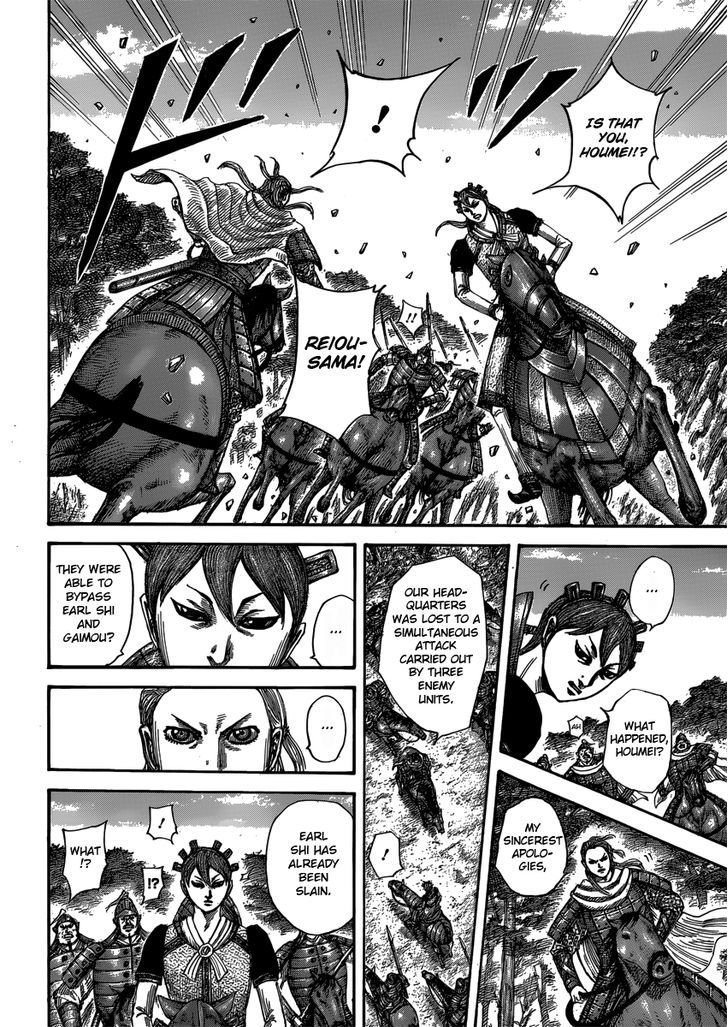 IS THAT
YOU,
HOUMEI!?
!
REIOU-
SAMA!
!!
...
WHAT
HAPPENED,
HOUMEI?
AH
MY
SINCEREST
APOLO-
GIES,
OUR HEAD-
QUARTERS
WAS LOST TO A
SIMULTANEOUS
ATTACK
CARRIED OUT
BY THREE
ENEMY
UNITS.
!
...
THEY WERE
ABLE TO
BYPASS
EARL SHI
AND
GAIMOU?
...
EARL
SHI HAS
ALREADY
BEEN
SLAIN.
!
!?
WHAT
!?